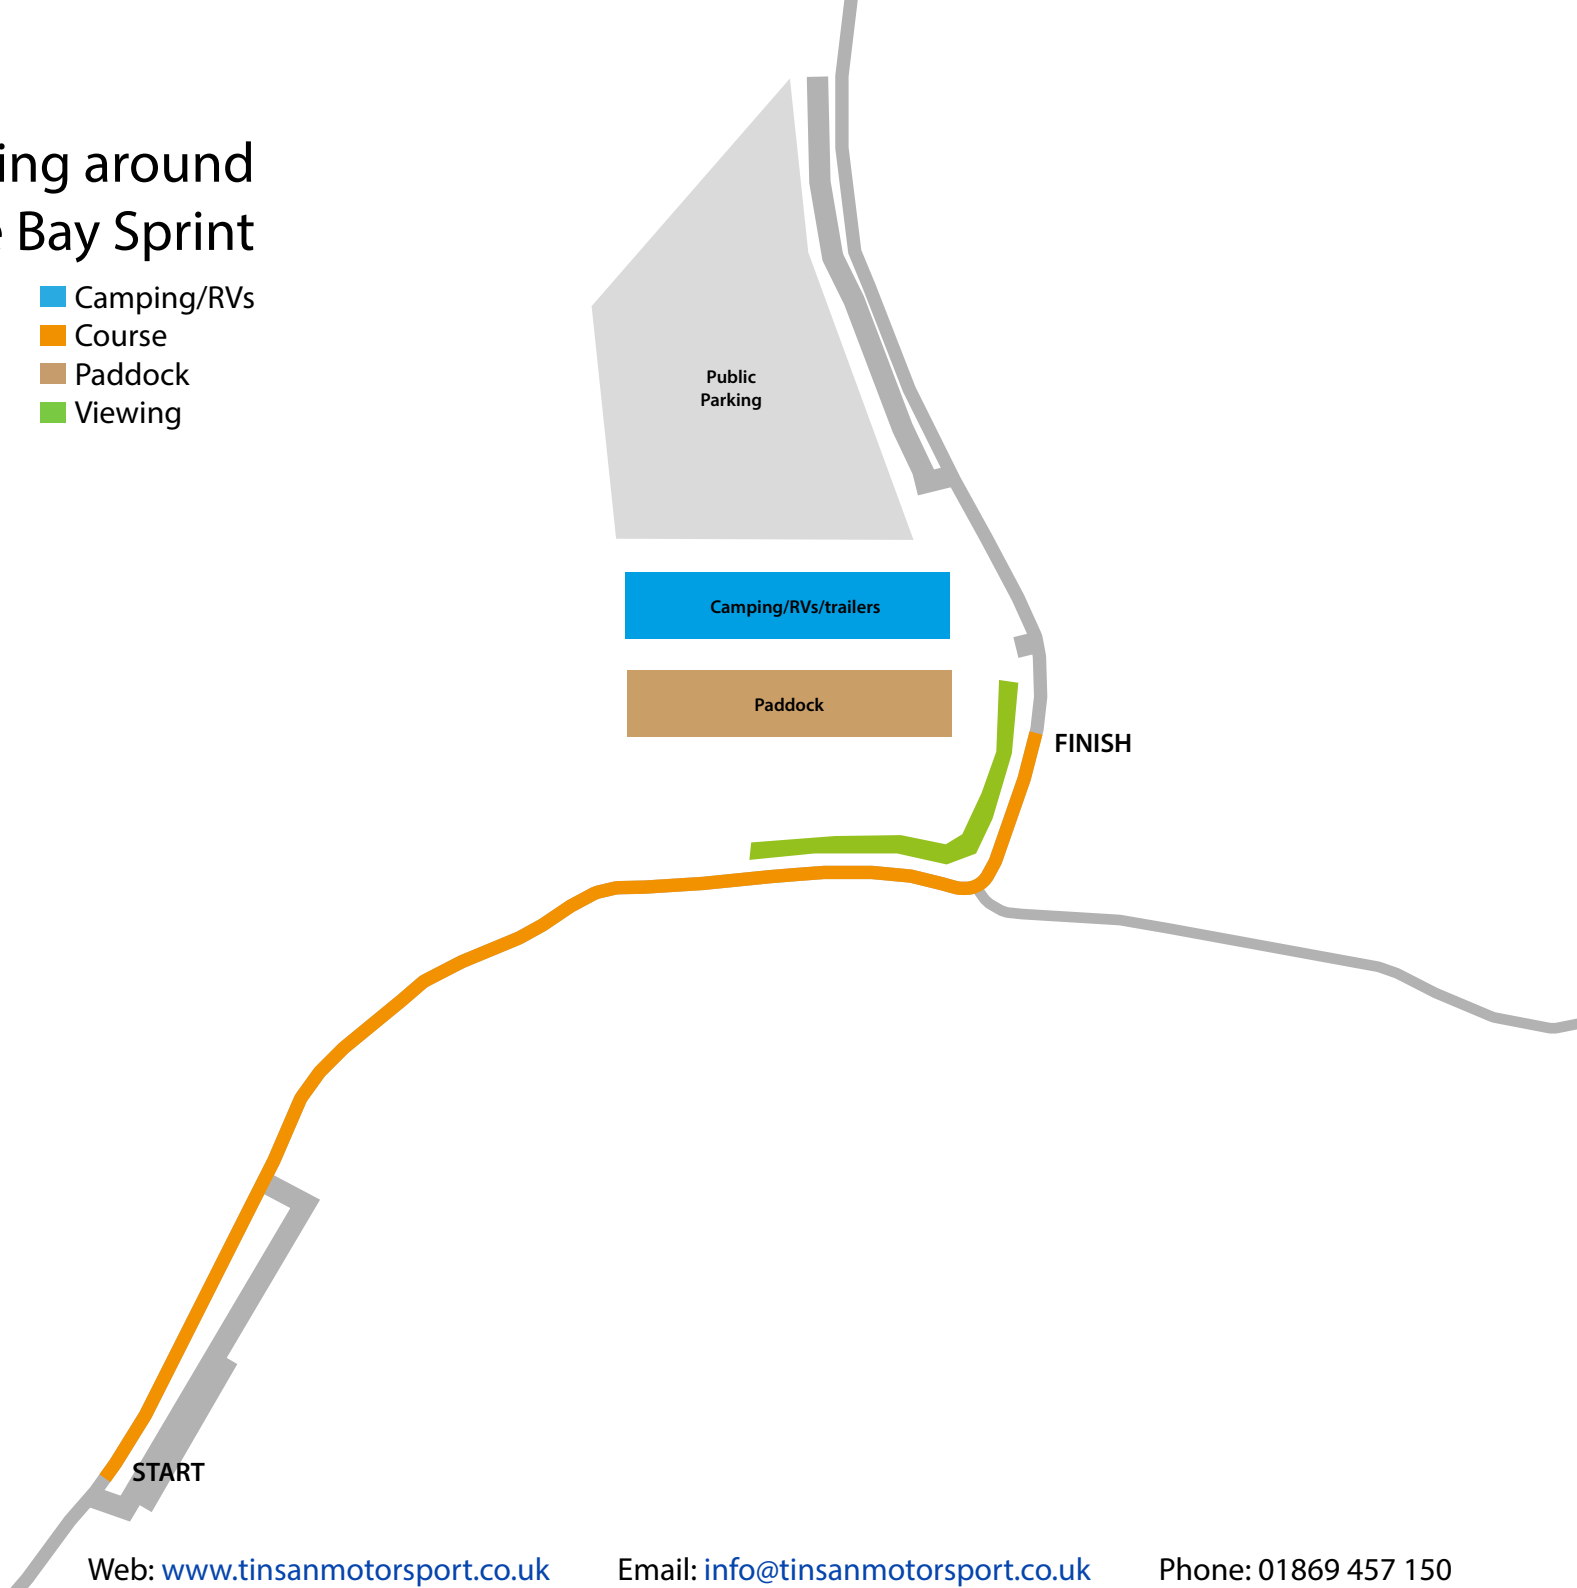 ing around
Bay Sprint
Camping/RVs
Course
Paddock
Viewing
Public
Parking
Camping/RVs/trailers
Paddock
FINISH
START
Web: www.tinsanmotorsport.co.uk Email: info@tinsanmotorsport.co.uk Phone: 01869 457 150